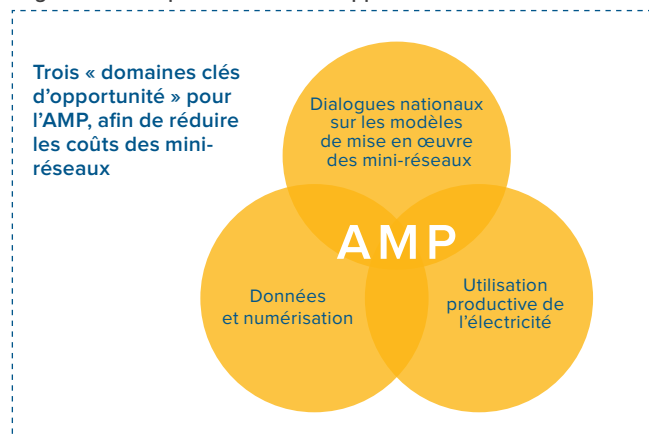 Trois « domaines clés
d'opportunité » pour
l'AMP, afin de réduire
les coûts des mini-
réseaux
Dialogues nationaux
sur les modèles
de mise en œuvre
des mini-réseaux
AMP
Données
et numérisation
Utilisation
productive de
l'électricité